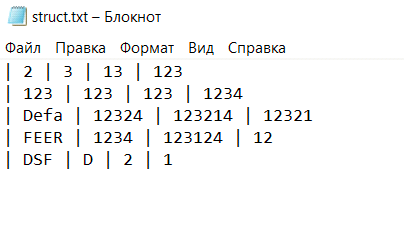 struct.txt – Блокнот
Файл Правка Формат Вид Справка
| 2 | 3 | 13 | 123
| 123 | 123 | 123 | 1234
| Defa | 12324 | 123214 | 12321
| FEER | 1234 | 123124 | 12
| DSF | D | 2 | 1